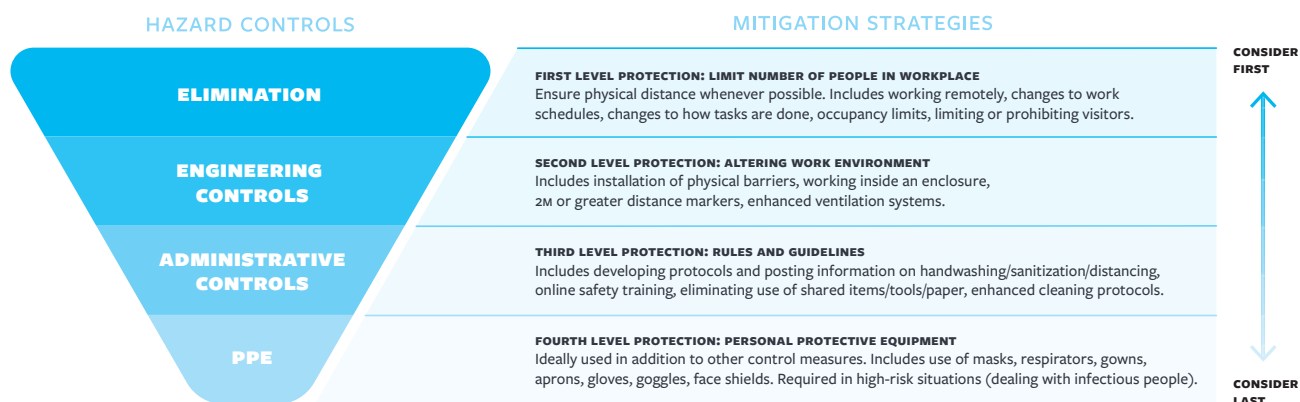 HAZARD CONTROLS
MITIGATION STRATEGIES
CONSIDER
FIRST
ELIMINATION
FIRST LEVEL PROTECTION: LIMIT NUMBER OF PEOPLE IN WORKPLACE
Ensure physical distance whenever possible. Includes working remotely, changes to work
schedules, changes to how tasks are done, occupancy limits, limiting or prohibiting visitors.
ENGINEERING
CONTROLS
SECOND LEVEL PROTECTION: ALTERING WORK ENVIRONMENT
Includes installation of physical barriers, working inside an enclosure,
2M or greater distance markers, enhanced ventilation systems.
ADMINISTRATIVE
CONTROLS
THIRD LEVEL PROTECTION: RULES AND GUIDELINES
Includes developing protocols and posting information on handwashing/sanitization/distancing,
online safety training, eliminating use of shared items/tools/paper, enhanced cleaning protocols.
PPE
FOURTH LEVEL PROTECTION: PERSONAL PROTECTIVE EQUIPMENT
Ideally used in addition to other control measures. Includes use of masks, respirators, gowns,
aprons, gloves, goggles, face shields. Required in high-risk situations (dealing with infectious people).
CONSIDER
LAST